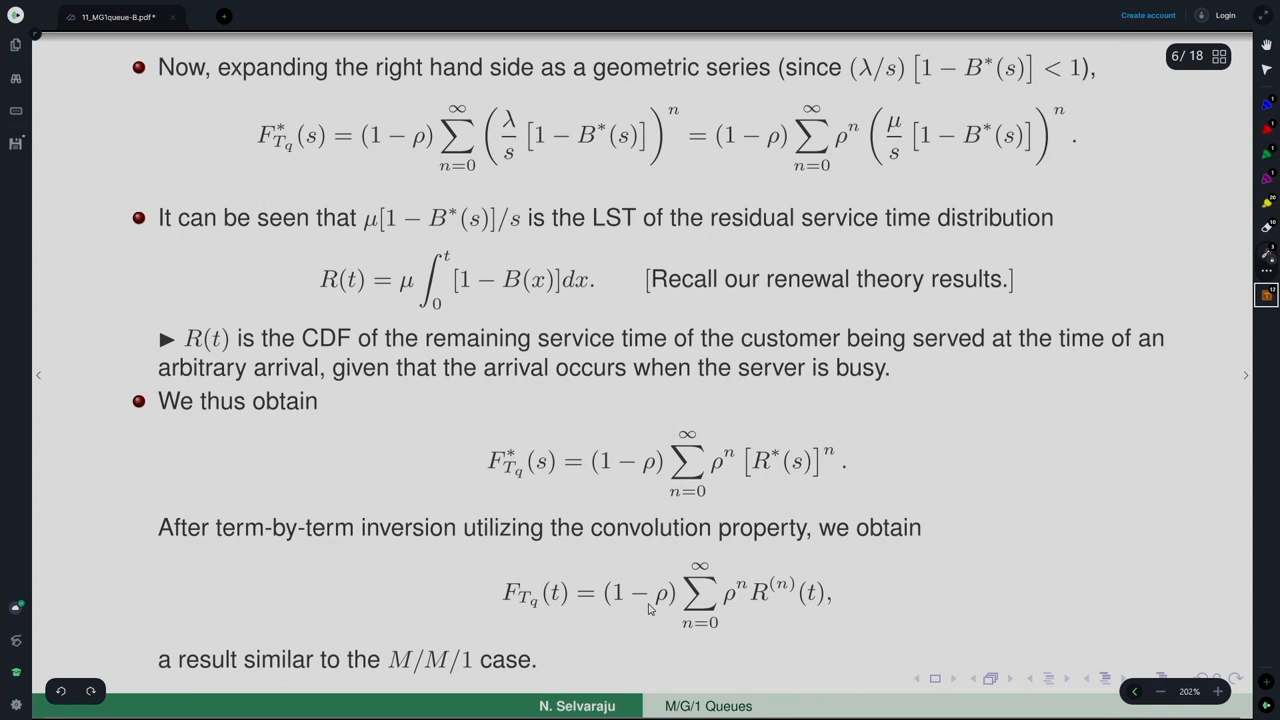 11_MG1queue-B.pdf*
Create account
Login
6 / 18
Now, expanding the right hand side as a geometric series (since (λ/s) [1 − B*(s)] < 1),
F*_{T_q}(s) = (1 − ρ) ∑_{n=0}^{∞} (λ/s [1 − B*(s)])^n = (1 − ρ) ∑_{n=0}^{∞} ρ^n (μ/s [1 − B*(s)])^n.
It can be seen that μ[1 − B*(s)]/s is the LST of the residual service time distribution
R(t) = μ ∫_0^t [1 − B(x)]dx. [Recall our renewal theory results.]
▶ R(t) is the CDF of the remaining service time of the customer being served at the time of an
arbitrary arrival, given that the arrival occurs when the server is busy.
We thus obtain
F*_{T_q}(s) = (1 − ρ) ∑_{n=0}^{∞} ρ^n [R*(s)]^n.
After term-by-term inversion utilizing the convolution property, we obtain
F_{T_q}(t) = (1 − ρ) ∑_{n=0}^{∞} ρ^n R^{(n)}(t),
a result similar to the M/M/1 case.
N. Selvaraju M/G/1 Queues
202%